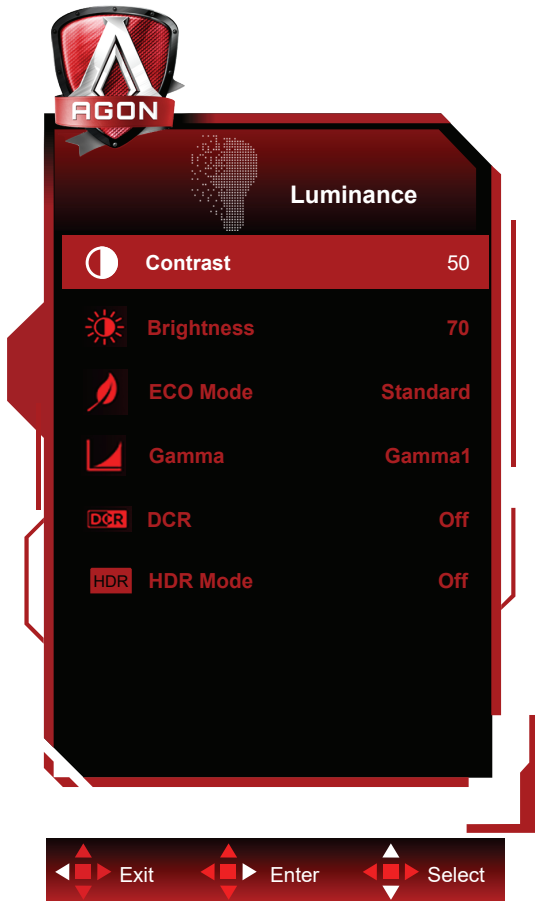 AGON
Luminance
Contrast 50
Brightness 70
ECO Mode Standard
Gamma Gamma1
DCR DCR Off
HDR HDR Mode Off
Exit Enter Select